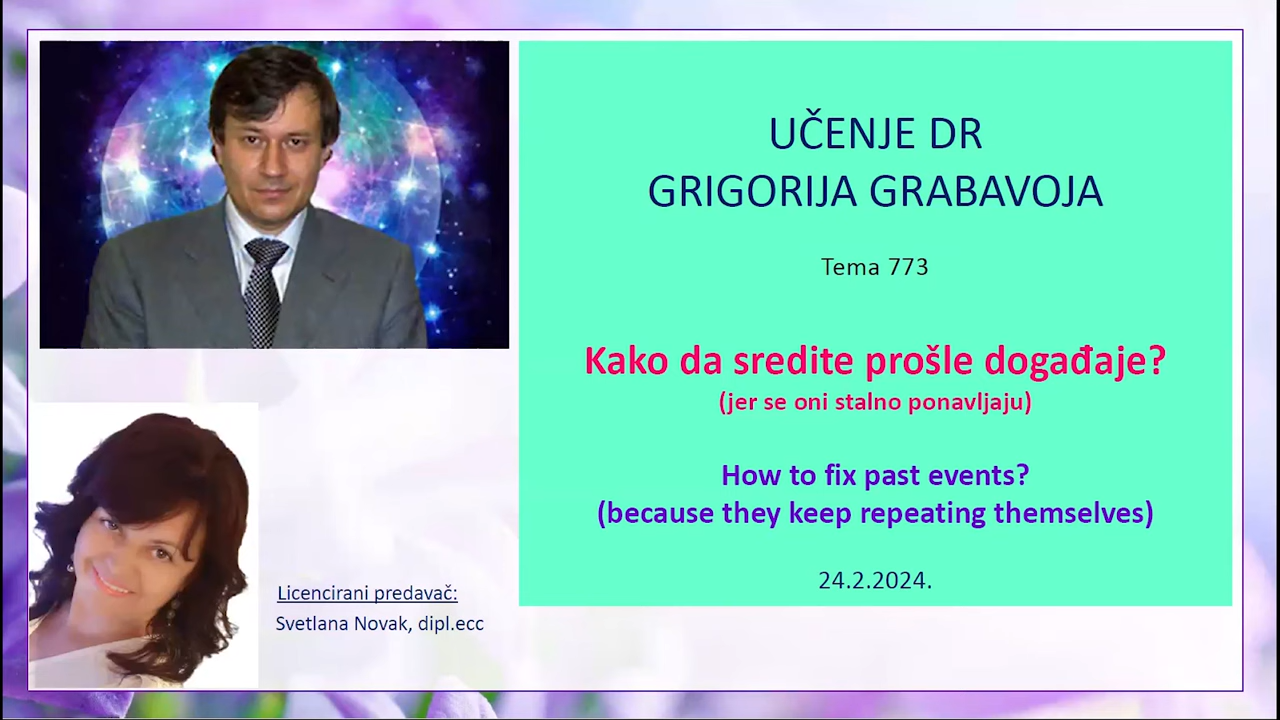 UČENJE DR
GRIGORIJA GRABAVOJA
Tema 773
Kako da sredite prošle događaje?
(jer se oni stalno ponavljaju)
How to fix past events?
(because they keep repeating themselves)
24.2.2024.
Licencirani predavač:
Svetlana Novak, dipl.ecc